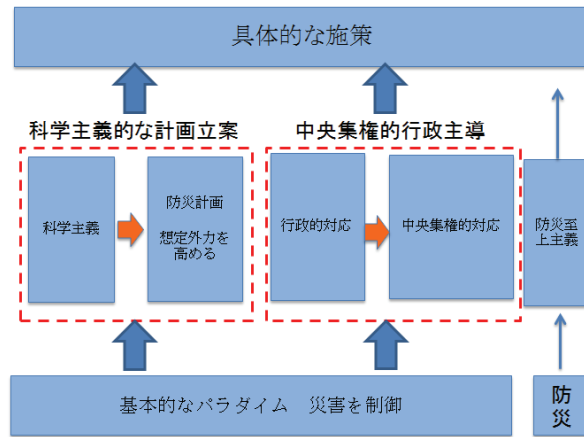 具体的な施策
科学主義的な計画立案
中央集権的行政主導
科学主義
防災計画
想定外力を
高める
行政的対応
中央集権的対応
防災至
上主義
基本的なパラダイム　災害を制御
防
災